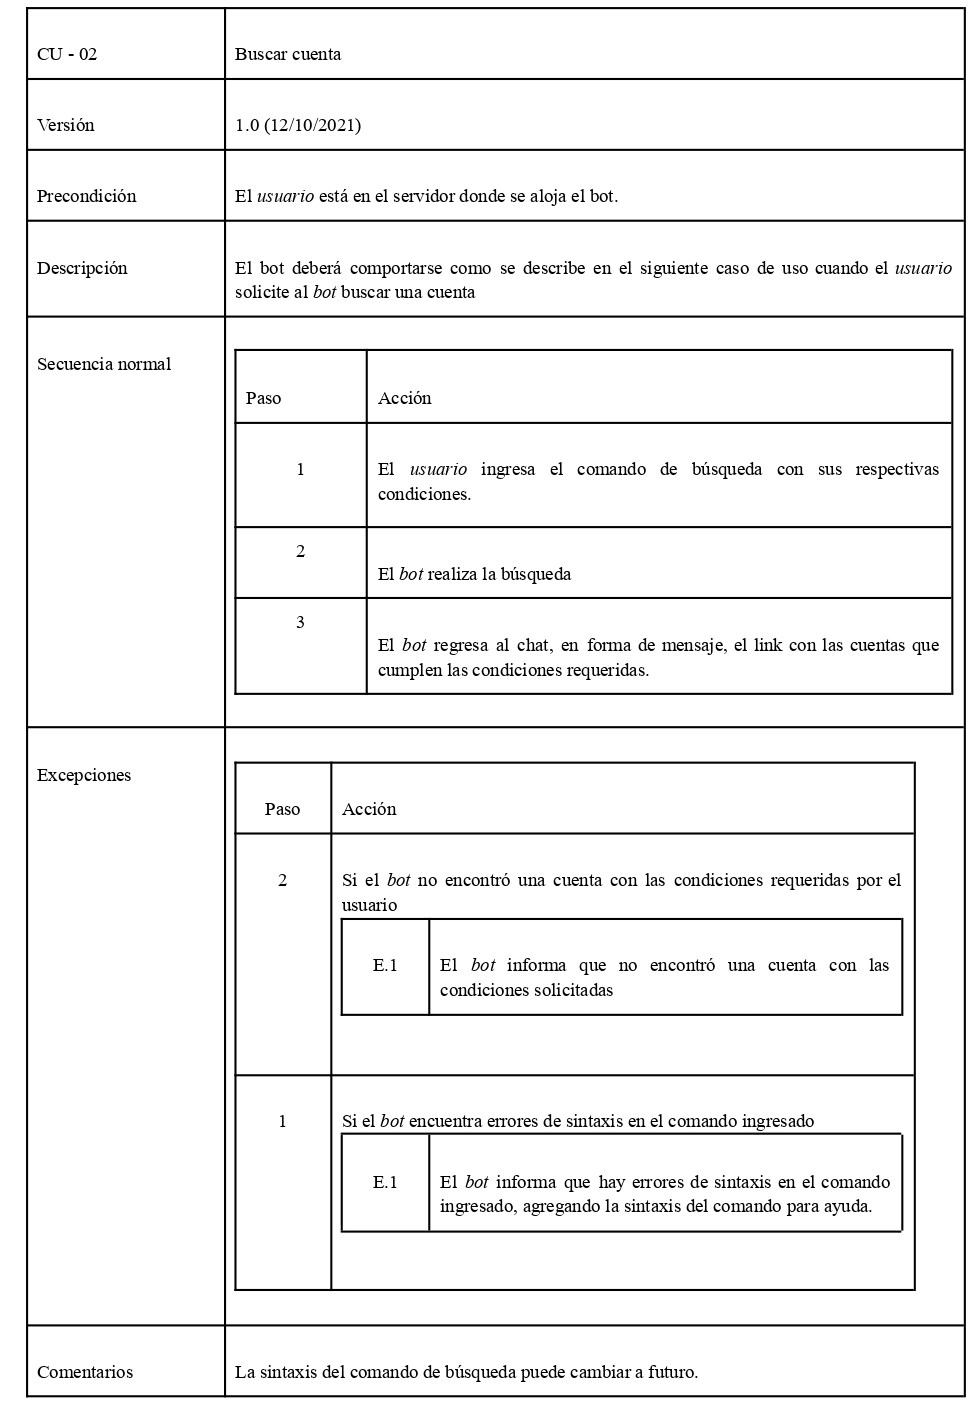 CU - 02
Buscar cuenta
Versión
1.0 (12/10/2021)
Precondición
El usuario está en el servidor donde se aloja el bot.
Descripción
El bot deberá comportarse como se describe en el siguiente caso de uso cuando el usuario
solicite al bot buscar una cuenta
Secuencia normal
Paso
Acción
1
El usuario ingresa el comando de búsqueda con sus respectivas
condiciones.
2
El bot realiza la búsqueda
3
El bot regresa al chat, en forma de mensaje, el link con las cuentas que
cumplen las condiciones requeridas.
Excepciones
Paso
Acción
2
Si el bot no encontró una cuenta con las condiciones requeridas por el
usuario
E.1
El bot informa que no encontró una cuenta con las
condiciones solicitadas
1
Si el bot encuentra errores de sintaxis en el comando ingresado
E.1
El bot informa que hay errores de sintaxis en el comando
ingresado, agregando la sintaxis del comando para ayuda.
Comentarios
La sintaxis del comando de búsqueda puede cambiar a futuro.